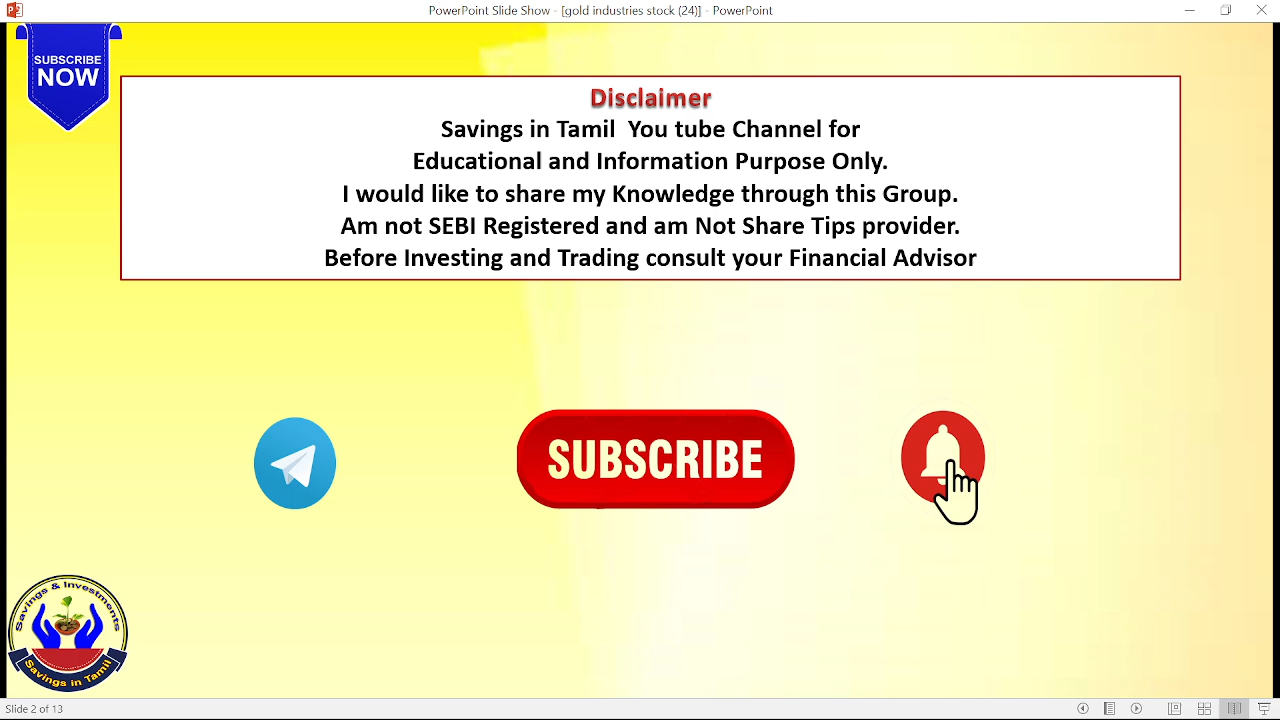 PowerPoint Slide Show - [gold industries stock (24)] - PowerPoint
SUBSCRIBE
NOW
Disclaimer
Savings in Tamil You tube Channel for
Educational and Information Purpose Only.
I would like to share my Knowledge through this Group.
Am not SEBI Registered and am Not Share Tips provider.
Before Investing and Trading consult your Financial Advisor
SUBSCRIBE
Savings & Investments
Savings in Tamil
Slide 2 of 13